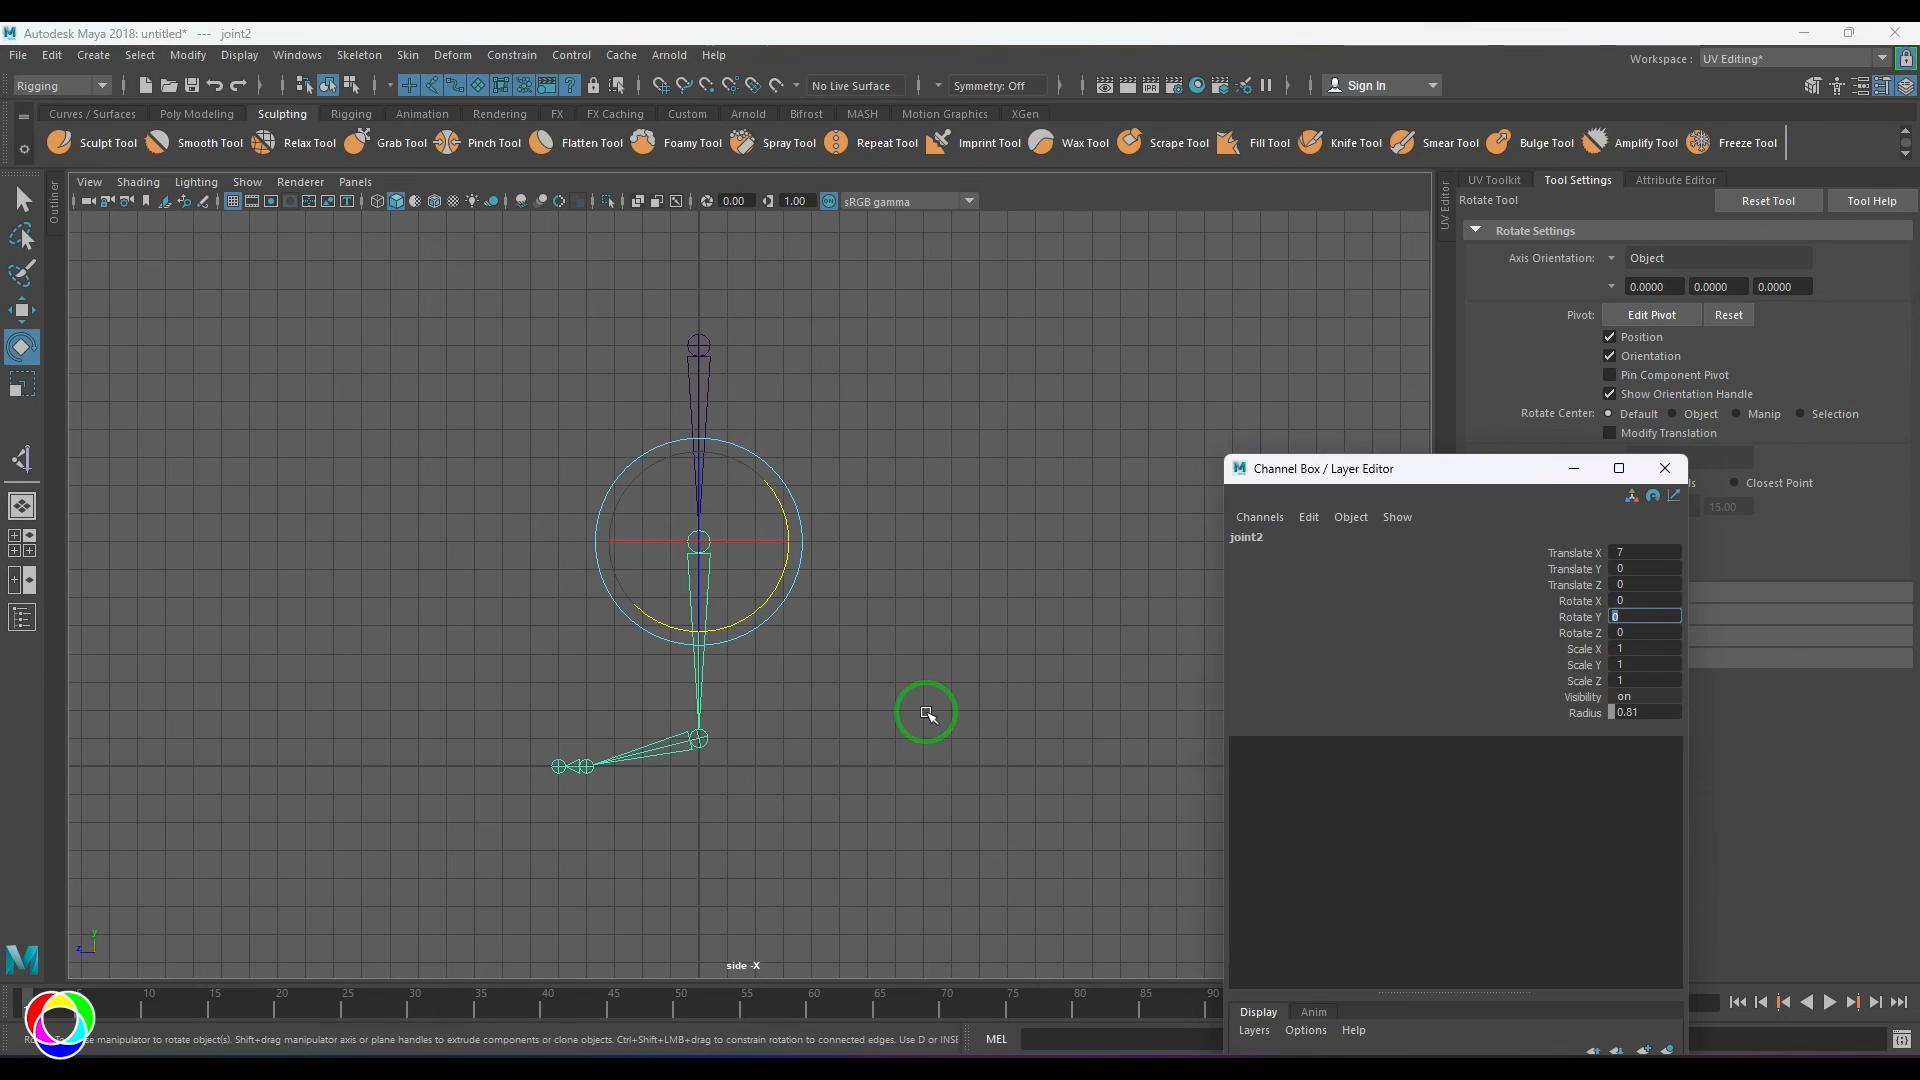 Autodesk Maya 2018: untitled*   ---   joint2
File Edit Create Select Modify Display Windows Skeleton Skin Deform Constrain Control Cache Arnold Help
Workspace : UV Editing*
Rigging No Live Surface Symmetry: Off Sign In
Curves / Surfaces Poly Modeling Sculpting Rigging Animation Rendering FX FX Caching Custom Arnold Bifrost MASH Motion Graphics XGen
Sculpt Tool Smooth Tool Relax Tool Grab Tool Pinch Tool Flatten Tool Foamy Tool Spray Tool Repeat Tool Imprint Tool Wax Tool Scrape Tool Fill Tool Knife Tool Smear Tool Bulge Tool Amplify Tool Freeze Tool
Outliner
View Shading Lighting Show Renderer Panels
0.00 1.00 sRGB gamma
UV Editor
UV Toolkit Tool Settings Attribute Editor
Rotate Tool Reset Tool Tool Help
Rotate Settings
Axis Orientation: Object
0.0000 0.0000 0.0000
Pivot: Edit Pivot Reset
Position
Orientation
Pin Component Pivot
Show Orientation Handle
Rotate Center: Default Object Manip Selection
Modify Translation
Closest Point
15.00
Channel Box / Layer Editor
Channels Edit Object Show
joint2
Translate X 7
Translate Y 0
Translate Z 0
Rotate X 0
Rotate Y 0
Rotate Z 0
Scale X 1
Scale Y 1
Scale Z 1
Visibility on
Radius 0.81
Display Anim
Layers Options Help
y
z
side -X
5 10 15 20 25 30 35 40 45 50 55 60 65 70 75 80 85 90
manipulator to rotate object(s). Shift+drag manipulator axis or plane handles to extrude components or clone objects. Ctrl+Shift+LMB+drag to constrain rotation to connected edges. Use D or INSE
MEL